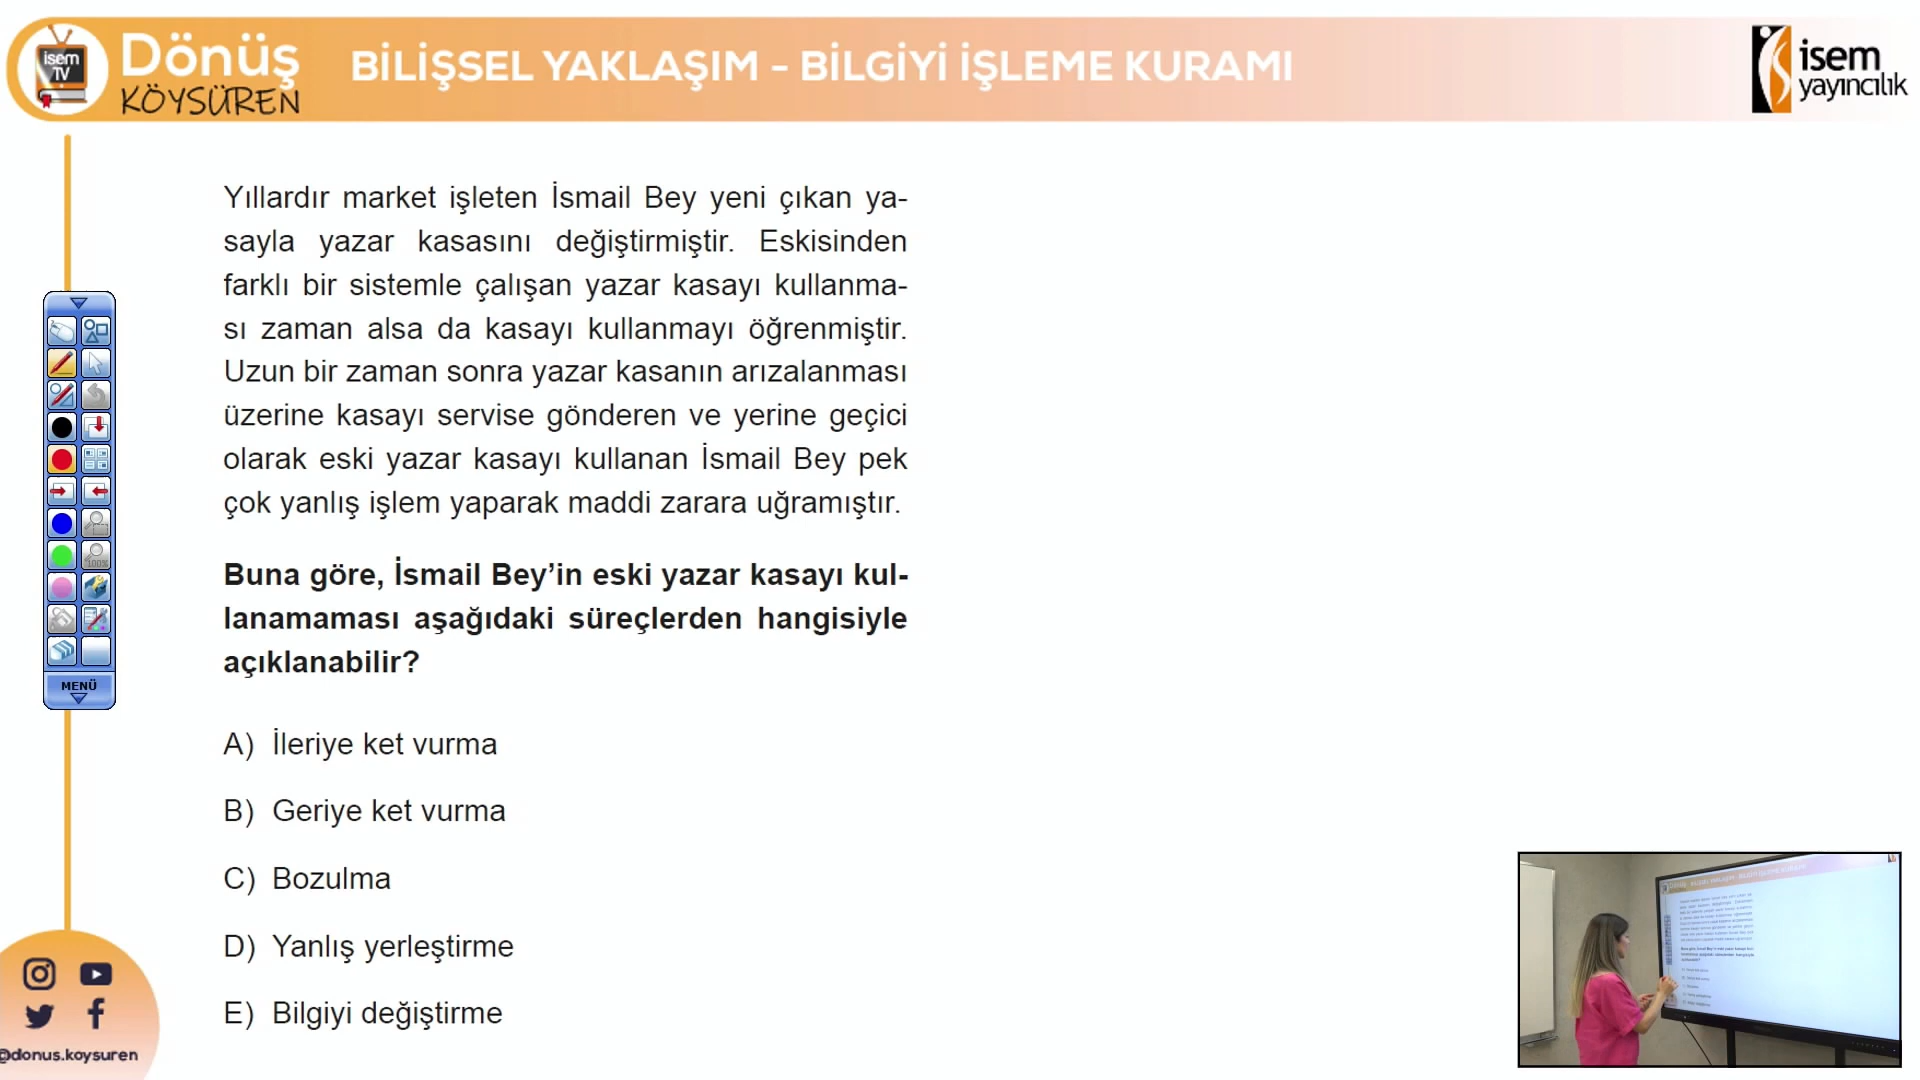 isem
TV
Dönüş
KÖYSÜREN
BİLİŞSEL YAKLAŞIM - BİLGİYİ İŞLEME KURAMI
isem
yayıncılık
Yıllardır market işleten İsmail Bey yeni çıkan ya-
sayla yazar kasasını değiştirmiştir. Eskisinden
farklı bir sistemle çalışan yazar kasayı kullanma-
sı zaman alsa da kasayı kullanmayı öğrenmiştir.
Uzun bir zaman sonra yazar kasanın arızalanması
üzerine kasayı servise gönderen ve yerine geçici
olarak eski yazar kasayı kullanan İsmail Bey pek
çok yanlış işlem yaparak maddi zarara uğramıştır.
Buna göre, İsmail Bey’in eski yazar kasayı kul-
lanamaması aşağıdaki süreçlerden hangisiyle
açıklanabilir?
A) İleriye ket vurma
B) Geriye ket vurma
C) Bozulma
D) Yanlış yerleştirme
E) Bilgiyi değiştirme
100%
MENÜ
@donus.koysuren